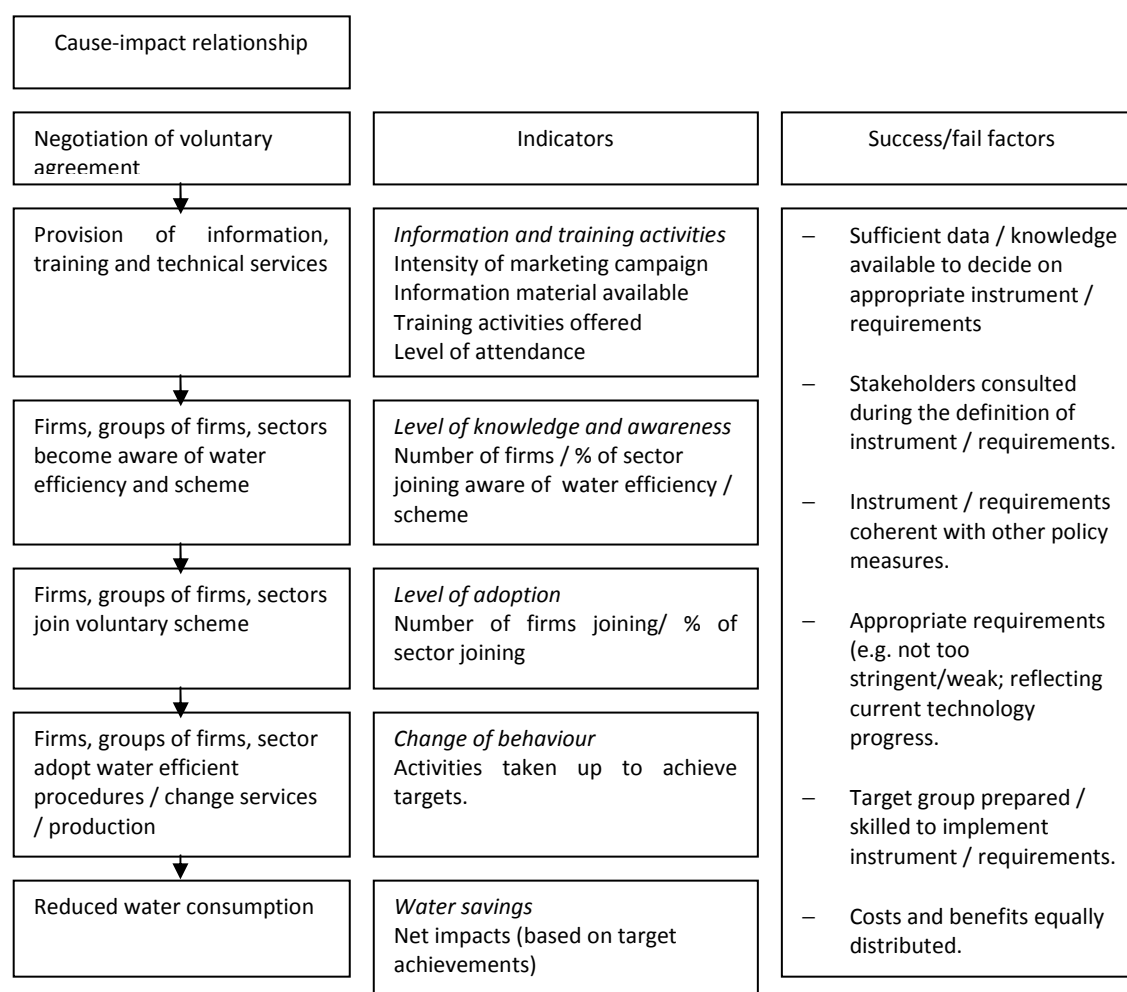 Cause-impact relationship
Negotiation of voluntary
agreement
Indicators
Success/fail factors
Provision of information,
training and technical services
Information and training activities
Intensity of marketing campaign
Information material available
Training activities offered
Level of attendance
Firms, groups of firms, sectors
become aware of water
efficiency and scheme
Level of knowledge and awareness
Number of firms / % of sector
joining aware of  water efficiency /
scheme
Firms, groups of firms, sectors
join voluntary scheme
Level of adoption
Number of firms joining/ % of
sector joining
Firms, groups of firms, sector
adopt water efficient
procedures / change services
/ production
Change of behaviour
Activities taken up to achieve
targets.
Reduced water consumption
Water savings
Net impacts (based on target
achievements)
– Sufficient data / knowledge
available to decide on
appropriate instrument /
requirements
– Stakeholders consulted
during the definition of
instrument / requirements.
– Instrument / requirements
coherent with other policy
measures.
– Appropriate requirements
(e.g. not too
stringent/weak; reflecting
current technology
progress.
– Target group prepared /
skilled to implement
instrument / requirements.
– Costs and benefits equally
distributed.